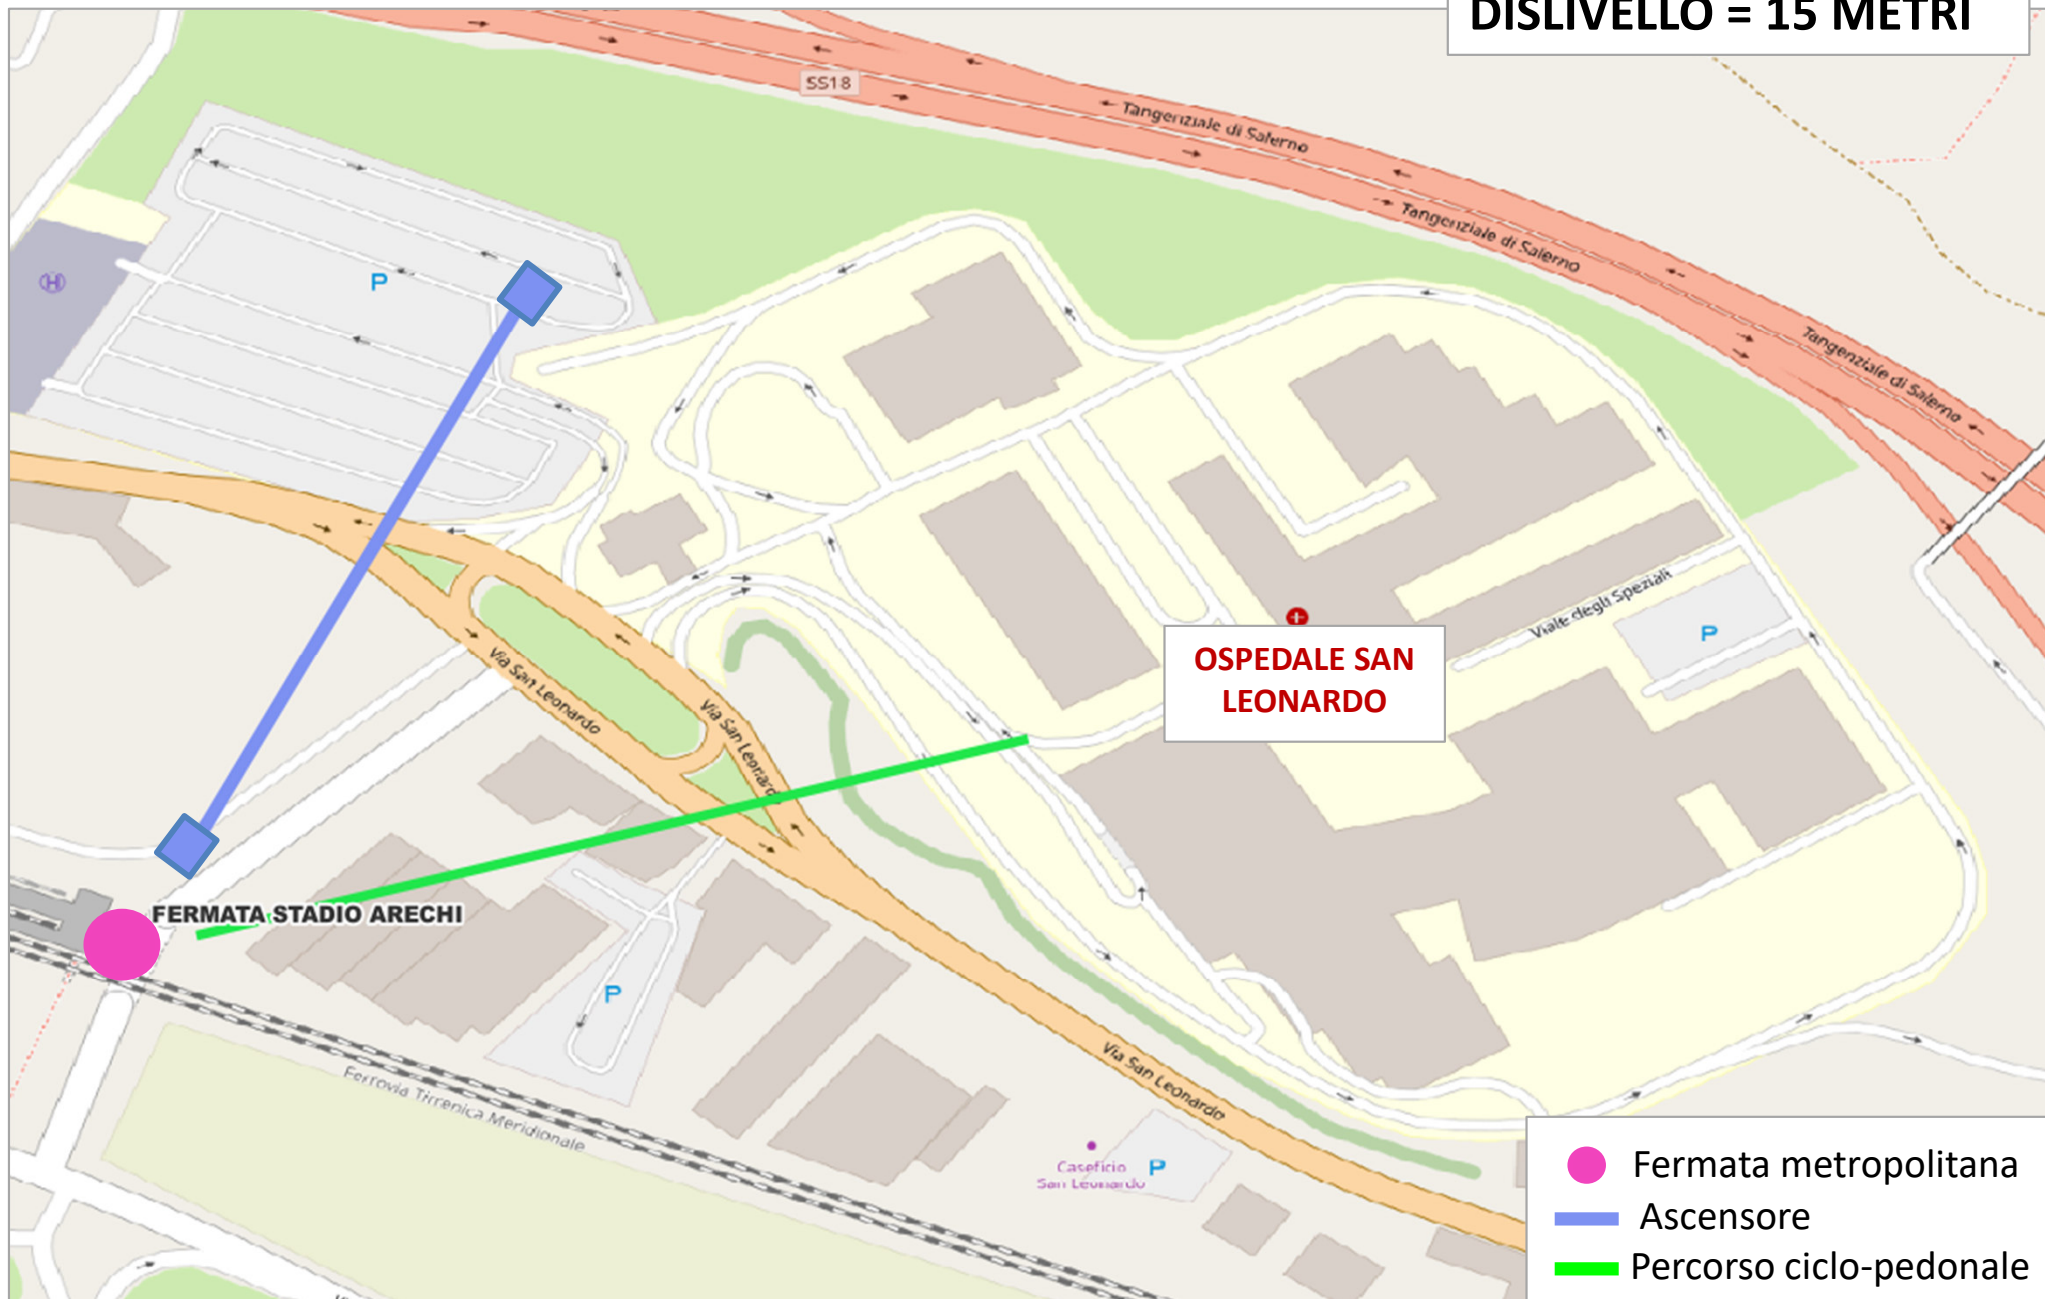 DISLIVELLO = 15 METRI
SS18
Tangenziale di Salerno
Tangenziale di Salerno
Tangenziale di Salerno
P
H
Viale degli Speziali
P
OSPEDALE SAN
LEONARDO
Via San Leonardo
Via San Leonardo
FERMATA STADIO ARECHI
P
Ferrovia Tirrenica Meridionale
Via San Leonardo
Caseificio
San Leonardo
P
Fermata metropolitana
Ascensore
Percorso ciclo-pedonale